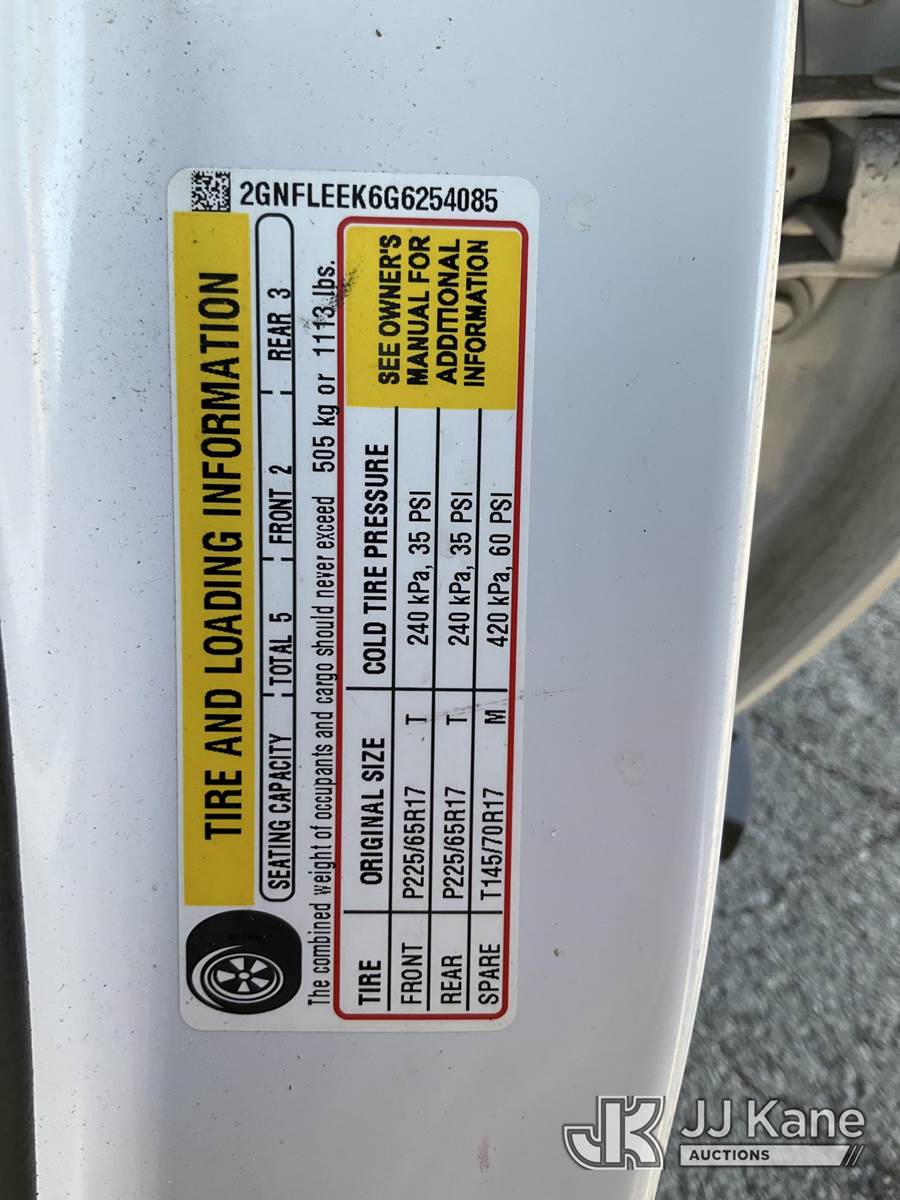 2GNFLEEK6G6254085
TIRE AND LOADING INFORMATION
SEATING CAPACITY TOTAL 5 FRONT 2 REAR 3
The combined weight of occupants and cargo should never exceed 505 kg or 1113 lbs.
TIRE ORIGINAL SIZE COLD TIRE PRESSURE
FRONT P225/65R17 T 240 kPa, 35 PSI
REAR P225/65R17 T 240 kPa, 35 PSI
SPARE T145/70R17 M 420 kPa, 60 PSI
SEE OWNER'S
MANUAL FOR
ADDITIONAL
INFORMATION
JK JJ Kane
AUCTIONS